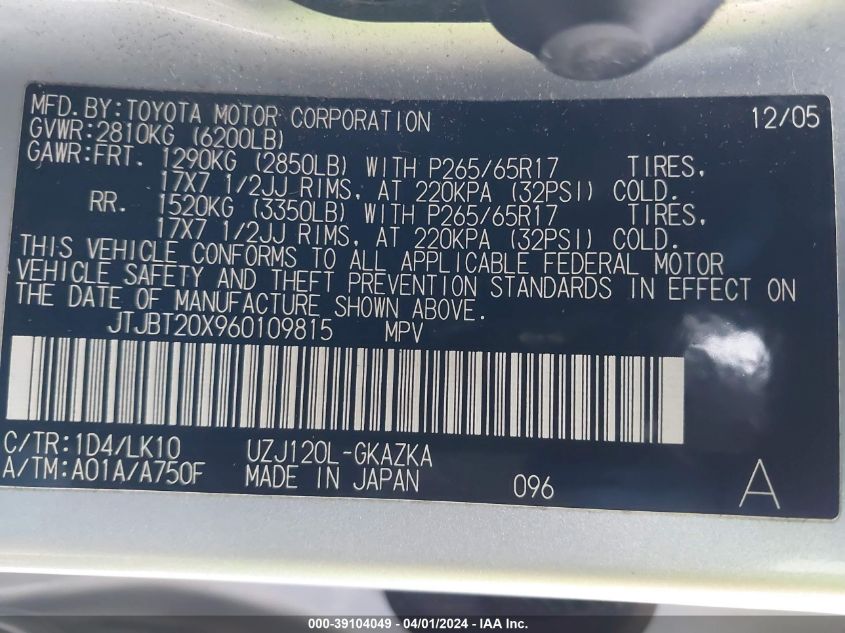 MFD.BY:TOYOTA MOTOR CORPORATION 12/05
GVWR:2810KG (6200LB)
GAWR:FRT. 1290KG (2850LB) WITH P265/65R17 TIRES,
17X7 1/2JJ RIMS, AT 220KPA (32PSI) COLD.
RR. 1520KG (3350LB) WITH P265/65R17 TIRES,
17X7 1/2JJ RIMS, AT 220KPA (32PSI) COLD.
THIS VEHICLE CONFORMS TO ALL APPLICABLE FEDERAL MOTOR
VEHICLE SAFETY AND THEFT PREVENTION STANDARDS IN EFFECT ON
THE DATE OF MANUFACTURE SHOWN ABOVE.
JTJBT20X960109815 MPV
C/TR:1D4/LK10 UZJ120L-GKAZKA
A/TM:A01A/A750F MADE IN JAPAN 096 A
000-39104049 - 04/01/2024 - IAA Inc.